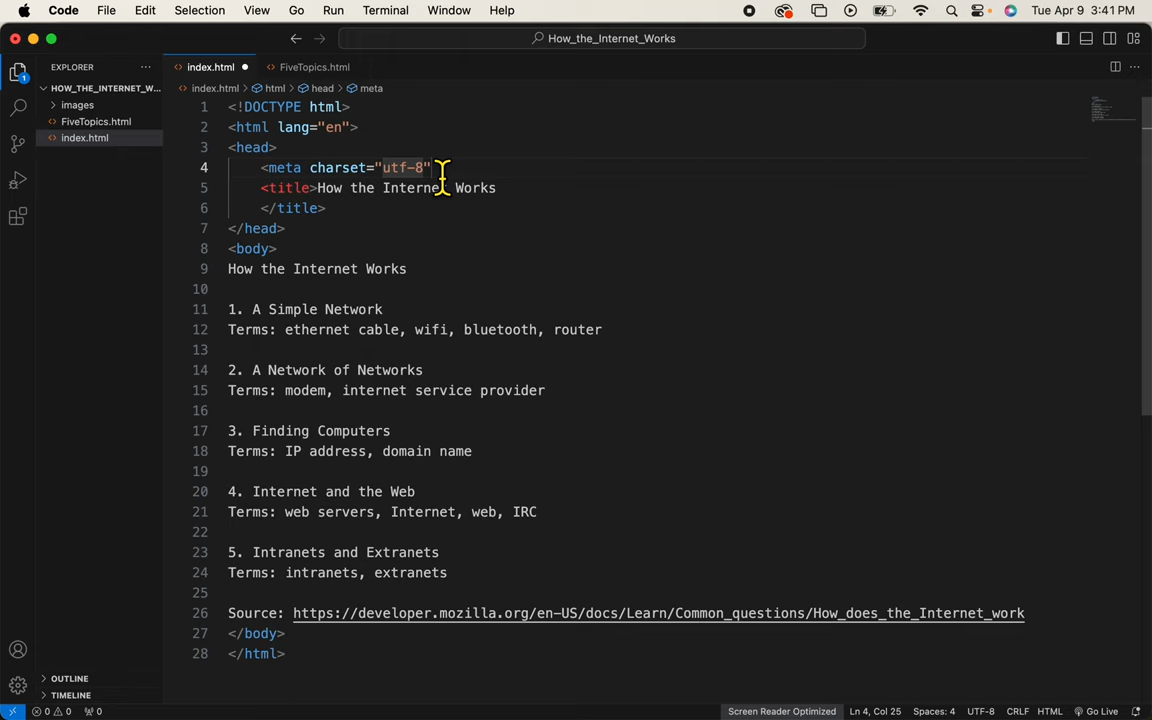 Code File Edit Selection View Go Run Terminal Window Help Tue Apr 9 3:41 PM
How_the_Internet_Works
EXPLORER
index.html
FiveTopics.html
HOW_THE_INTERNET_W...
images
FiveTopics.html
index.html
index.html > html > head > meta
1 <!DOCTYPE html>
2 <html lang="en">
3 <head>
4 <meta charset="utf-8"
5 <title>How the Internet Works
6 </title>
7 </head>
8 <body>
9 How the Internet Works
10
11 1. A Simple Network
12 Terms: ethernet cable, wifi, bluetooth, router
13
14 2. A Network of Networks
15 Terms: modem, internet service provider
16
17 3. Finding Computers
18 Terms: IP address, domain name
19
20 4. Internet and the Web
21 Terms: web servers, Internet, web, IRC
22
23 5. Intranets and Extranets
24 Terms: intranets, extranets
25
26 Source: https://developer.mozilla.org/en-US/docs/Learn/Common_questions/How_does_the_Internet_work
27 </body>
28 </html>
1
OUTLINE
TIMELINE
0 0 0 Screen Reader Optimized Ln 4, Col 25 Spaces: 4 UTF-8 CRLF HTML Go Live